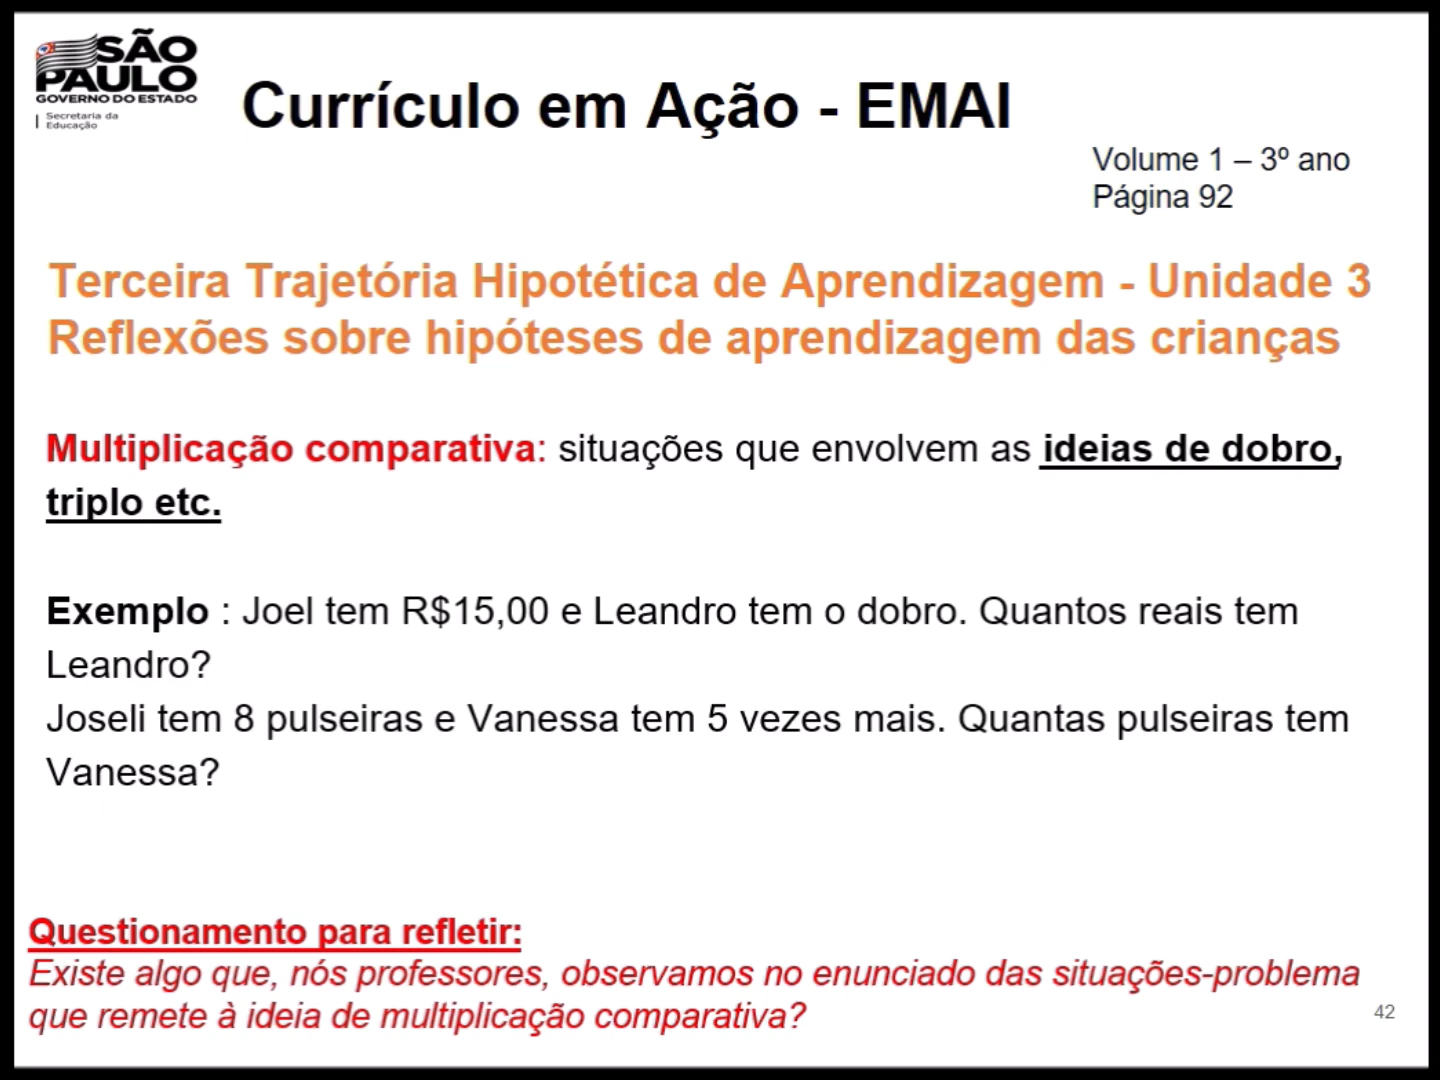 SÃO
PAULO
GOVERNO DO ESTADO
Secretaria da
Educação
Currículo em Ação - EMAI
Volume 1 – 3º ano
Página 92
Terceira Trajetória Hipotética de Aprendizagem - Unidade 3
Reflexões sobre hipóteses de aprendizagem das crianças
Multiplicação comparativa: situações que envolvem as ideias de dobro,
triplo etc.
Exemplo : Joel tem R$15,00 e Leandro tem o dobro. Quantos reais tem
Leandro?
Joseli tem 8 pulseiras e Vanessa tem 5 vezes mais. Quantas pulseiras tem
Vanessa?
Questionamento para refletir:
Existe algo que, nós professores, observamos no enunciado das situações-problema
que remete à ideia de multiplicação comparativa?
42